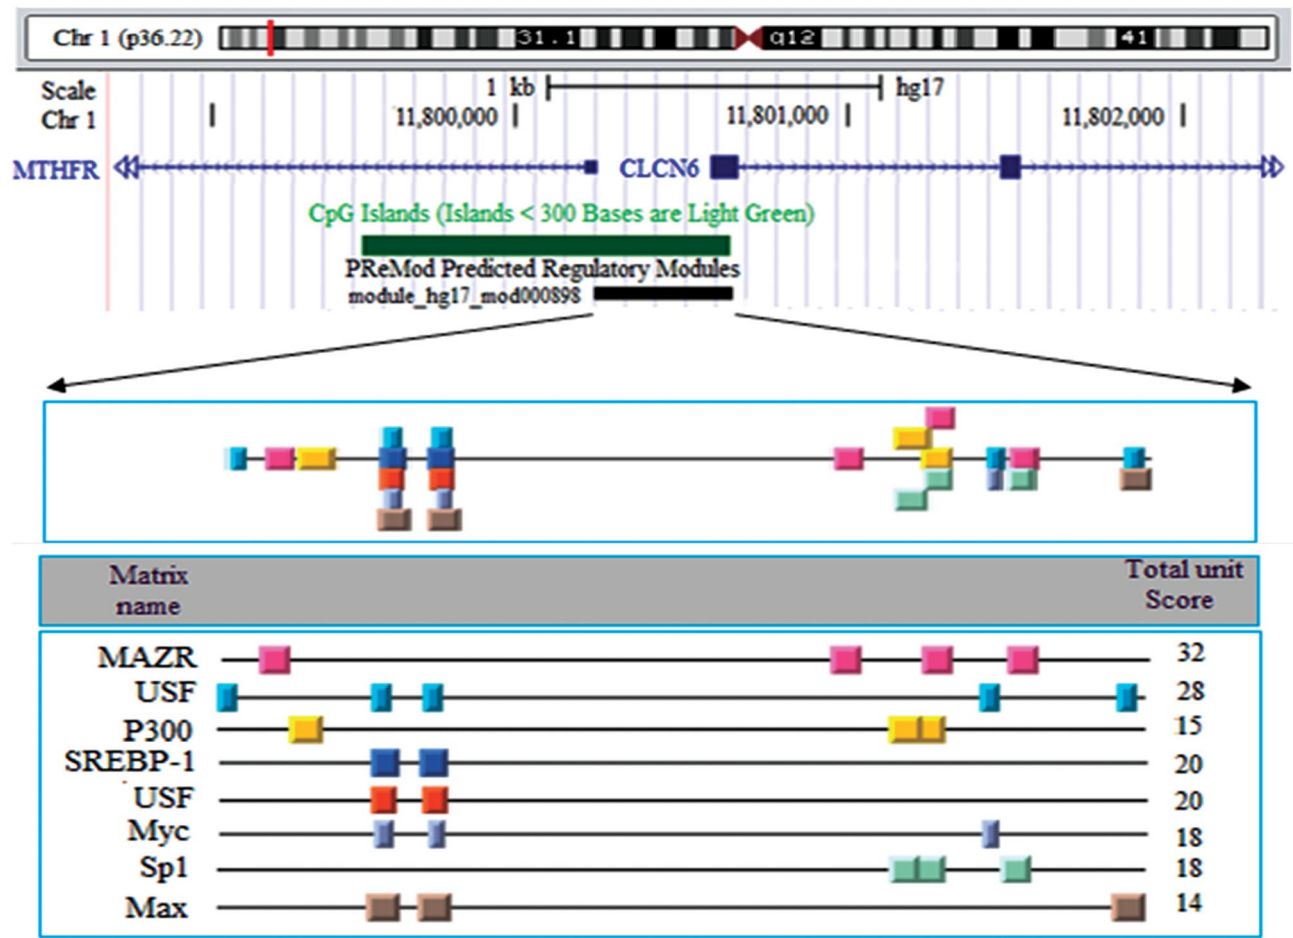 Chr 1 (p36.22) 31.1 q12 41
Scale 1 kb hg17
Chr 1 11,800,000 11,801,000 11,802,000
MTHFR CLCN6
CpG Islands (Islands < 300 Bases are Light Green)
PReMod Predicted Regulatory Modules
module_hg17_mod000898
Matrix name Total unit Score
MAZR 32
USF 28
P300 15
SREBP-1 20
USF 20
Myc 18
Sp1 18
Max 14